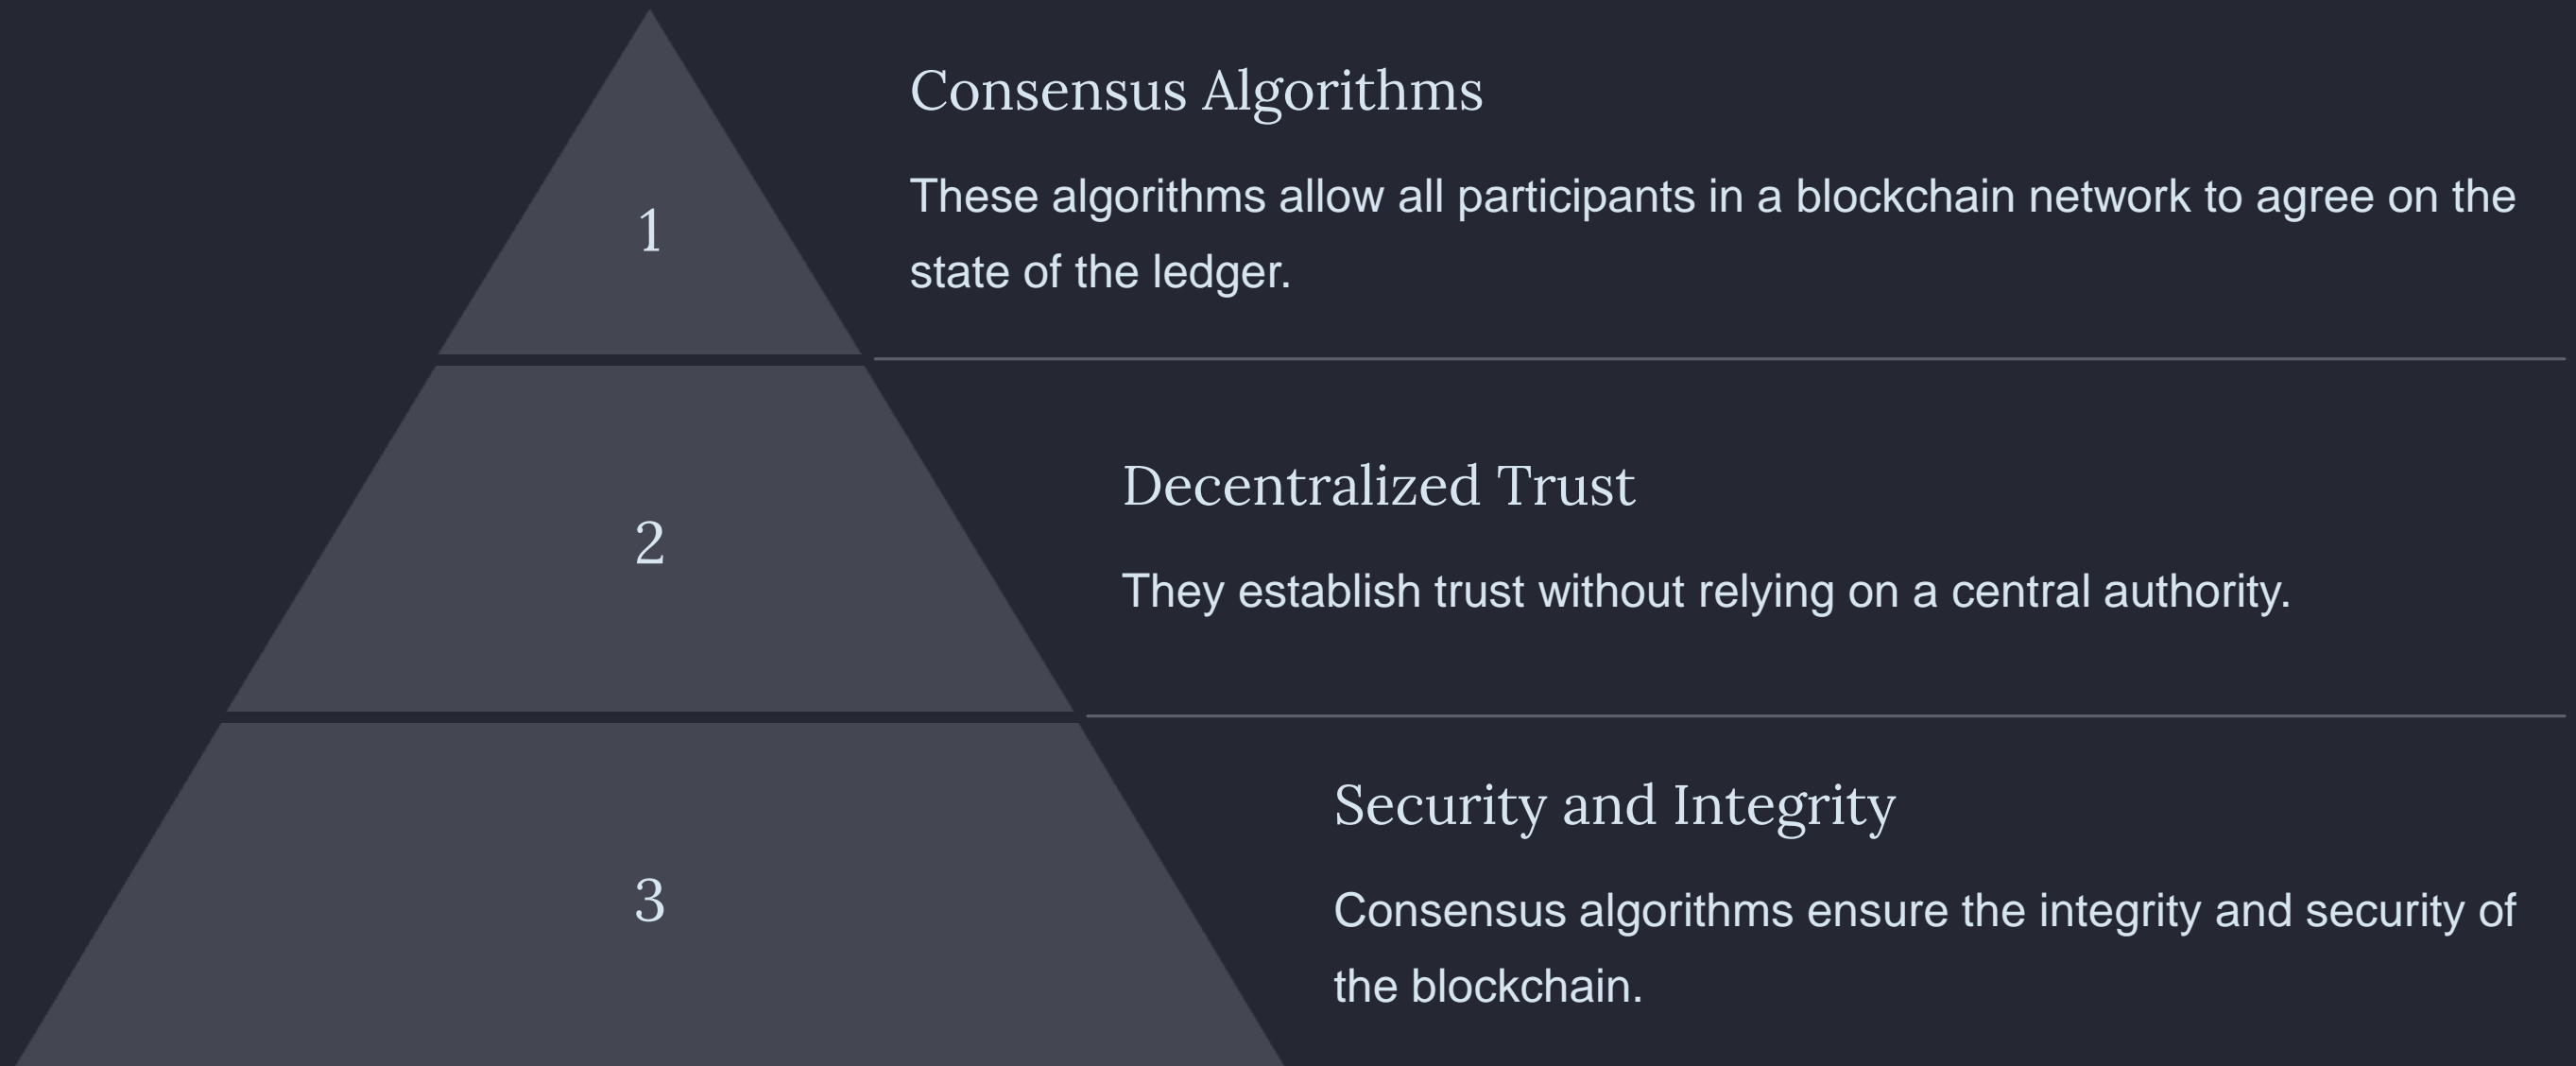 1
Consensus Algorithms
These algorithms allow all participants in a blockchain network to agree on the
state of the ledger.
2
Decentralized Trust
They establish trust without relying on a central authority.
3
Security and Integrity
Consensus algorithms ensure the integrity and security of
the blockchain.